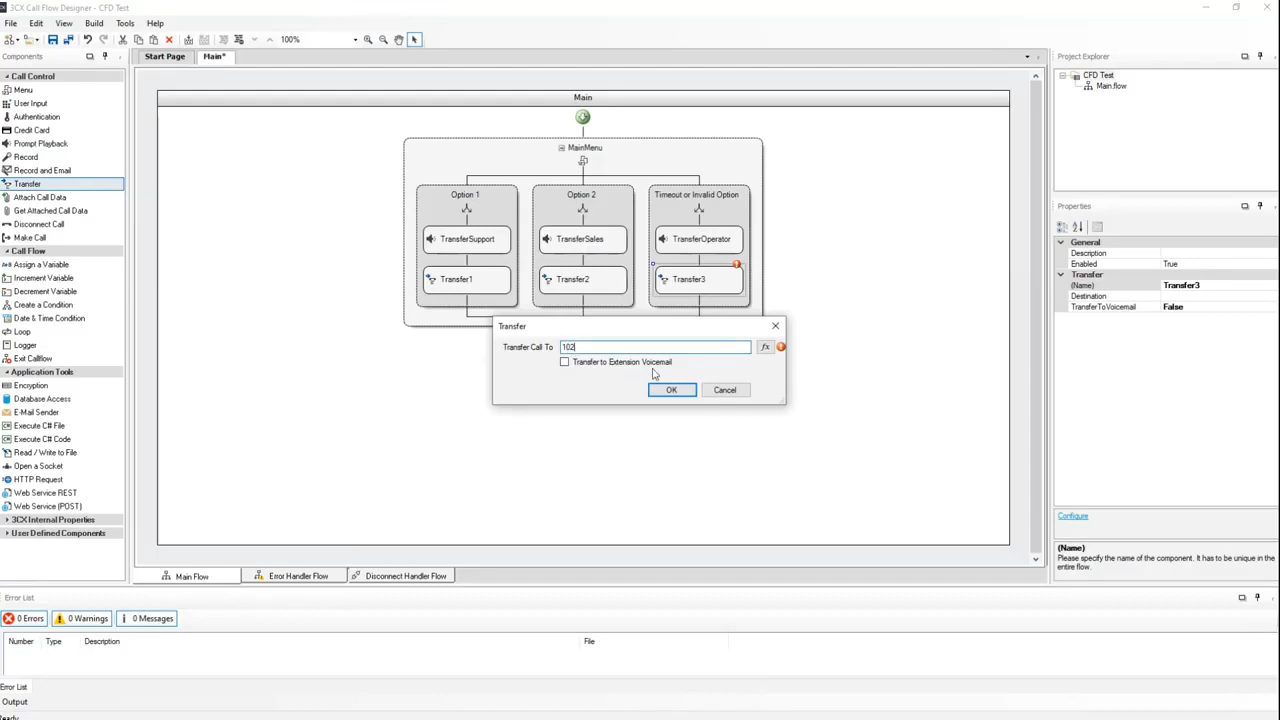 3CX Call Flow Designer - CFD Test
File Edit View Build Tools Help
100%
Components
Start Page
Main*
Project Explorer
Call Control
Menu
User Input
Authentication
Credit Card
Prompt Playback
Record
Record and Email
Transfer
Attach Call Data
Get Attached Call Data
Disconnect Call
Make Call
Call Flow
Assign a Variable
Increment Variable
Decrement Variable
Create a Condition
Date & Time Condition
Loop
Logger
Exit Callflow
Application Tools
Encryption
Database Access
E-Mail Sender
Execute C# File
Execute C# Code
Read / Write to File
Open a Socket
HTTP Request
Web Service REST
Web Service (POST)
3CX Internal Properties
User Defined Components
Main
MainMenu
Option 1
Option 2
Timeout or Invalid Option
TransferSupport
TransferSales
TransferOperator
Transfer1
Transfer2
Transfer3
Transfer
Transfer Call To 102 fx
Transfer to Extension Voicemail
OK Cancel
CFD Test
Main.flow
Properties
General
Description
Enabled True
Transfer
(Name) Transfer3
Destination
TransferToVoicemail False
Configure
(Name)
Please specify the name of the component. It has to be unique in the
entire flow.
Main Flow
Error Handler Flow
Disconnect Handler Flow
Error List
0 Errors
0 Warnings
0 Messages
Number Type Description File
Error List
Output